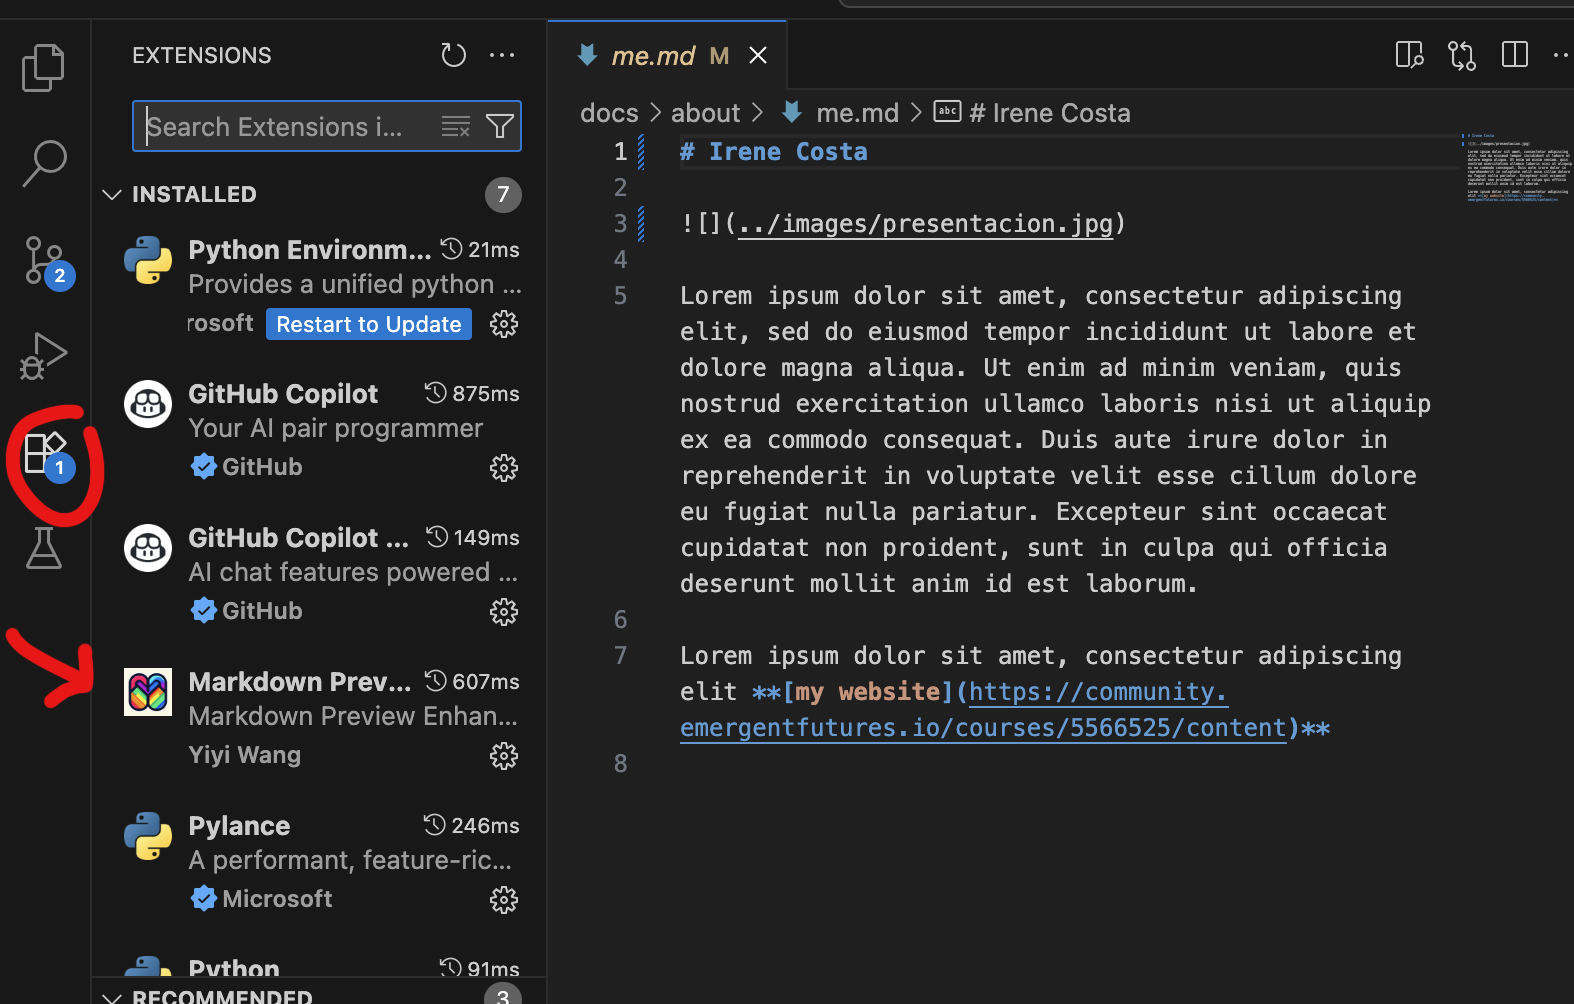 EXTENSIONS
Search Extensions i...
INSTALLED 7
Python Environm... 21ms
Provides a unified python ...
rosoft Restart to Update
GitHub Copilot 875ms
Your AI pair programmer
GitHub
GitHub Copilot ... 149ms
AI chat features powered ...
GitHub
Markdown Prev... 607ms
Markdown Preview Enhan...
Yiyi Wang
Pylance 246ms
A performant, feature-ric...
Microsoft
Python 91ms
RECOMMENDED 3
2
1
me.md M
docs > about > me.md > abc # Irene Costa
1 # Irene Costa
2
3 ![](../images/presentacion.jpg)
4
5 Lorem ipsum dolor sit amet, consectetur adipiscing
elit, sed do eiusmod tempor incididunt ut labore et
dolore magna aliqua. Ut enim ad minim veniam, quis
nostrud exercitation ullamco laboris nisi ut aliquip
ex ea commodo consequat. Duis aute irure dolor in
reprehenderit in voluptate velit esse cillum dolore
eu fugiat nulla pariatur. Excepteur sint occaecat
cupidatat non proident, sunt in culpa qui officia
deserunt mollit anim id est laborum.
6
7 Lorem ipsum dolor sit amet, consectetur adipiscing
elit **[my website](https://community.
emergentfutures.io/courses/5566525/content)**
8